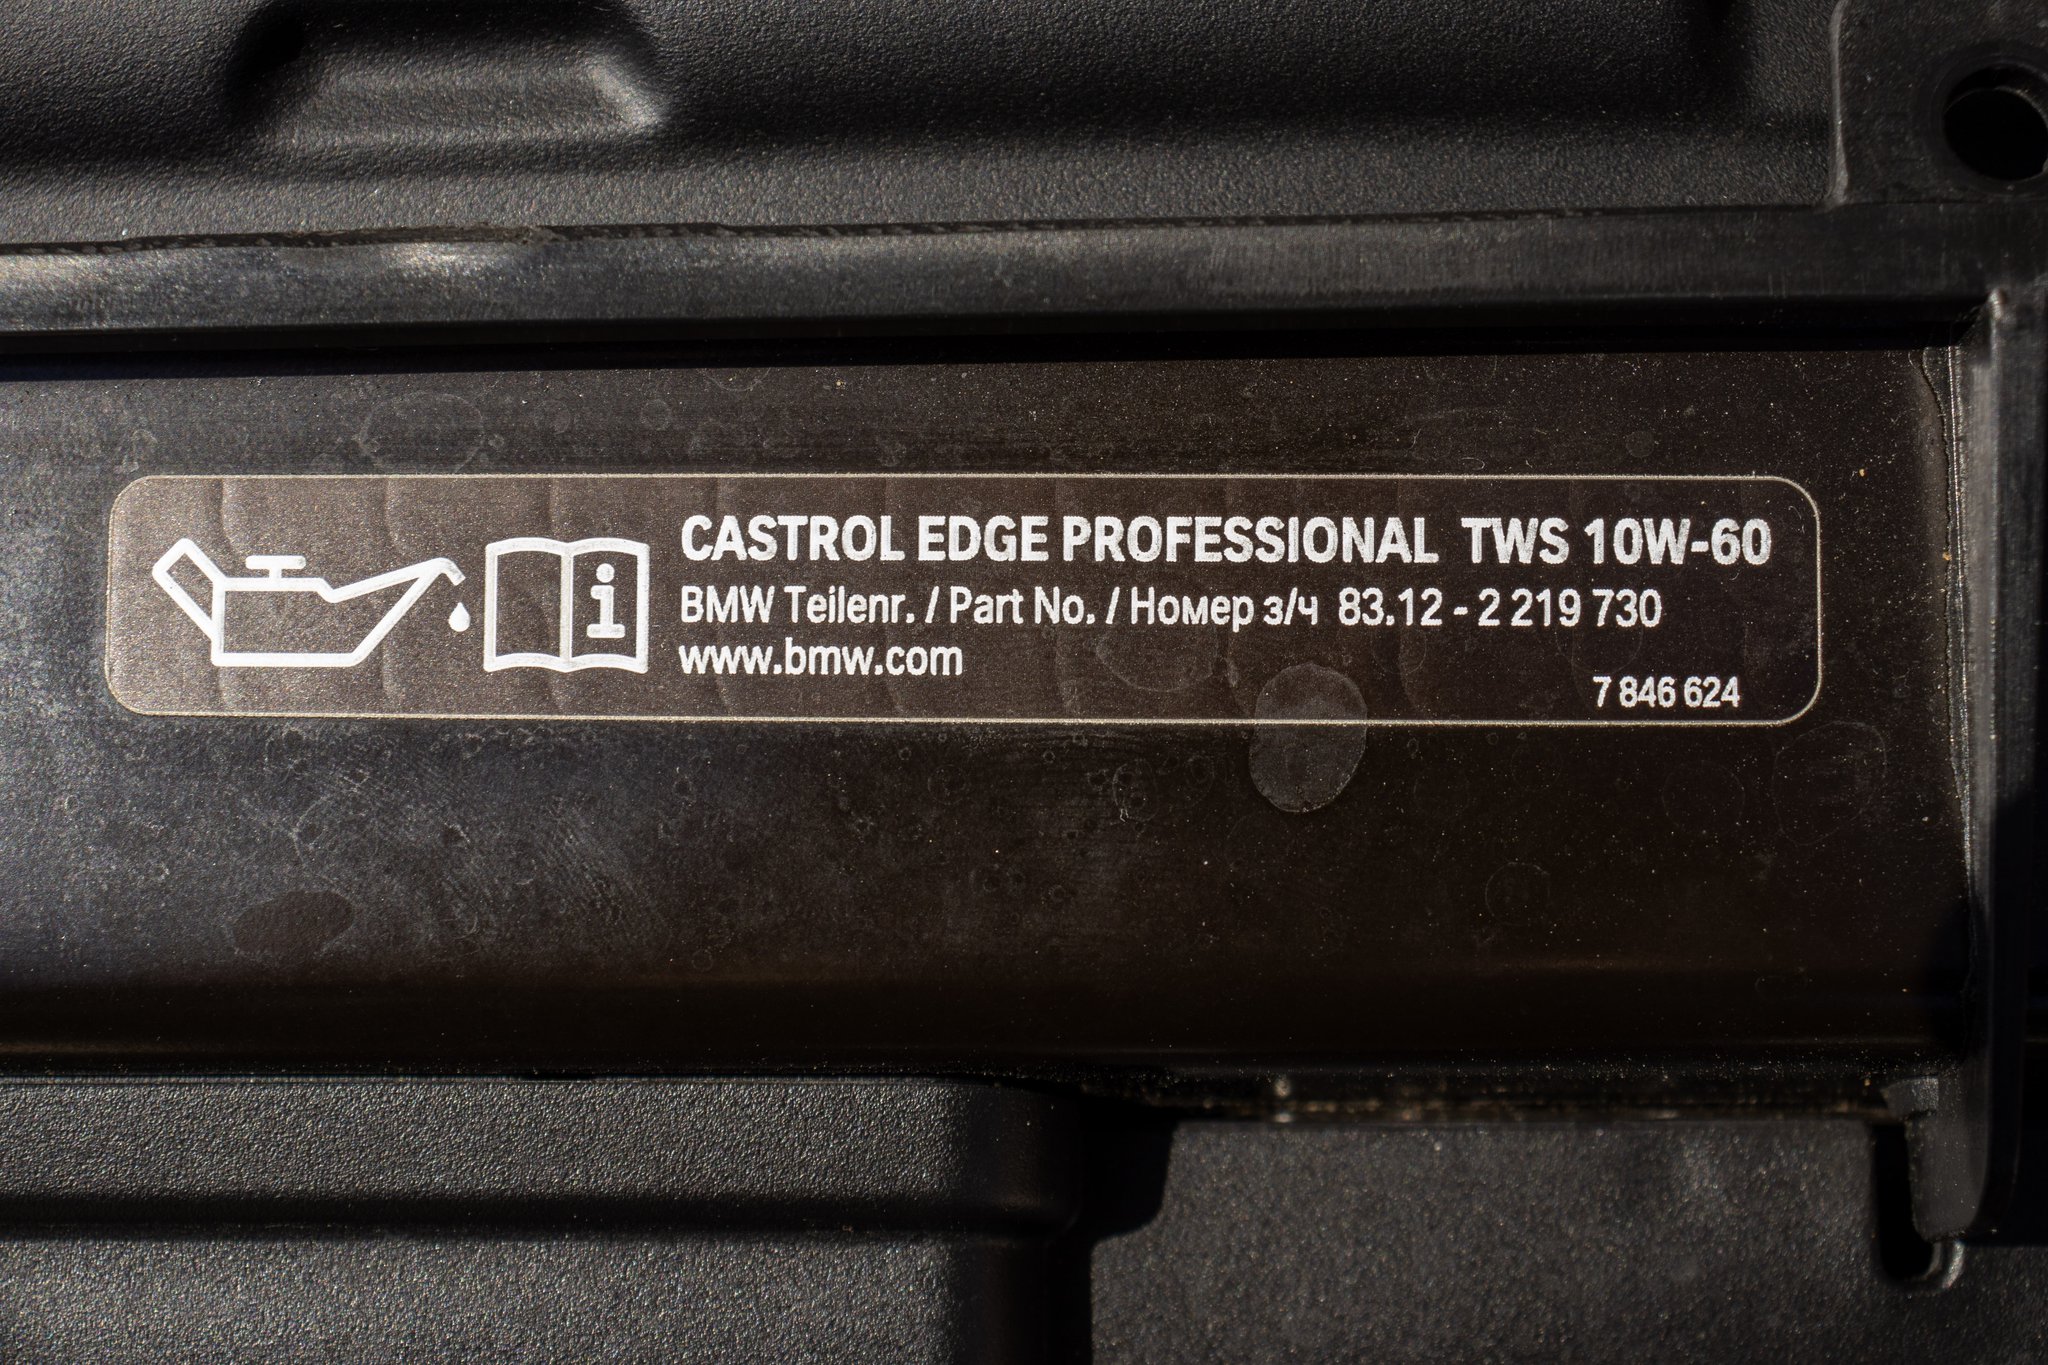 CASTROL EDGE PROFESSIONAL TWS 10W-60
BMW Teilenr. / Part No. / Номер з/ч 83.12 - 2 219 730
www.bmw.com
7 846 624